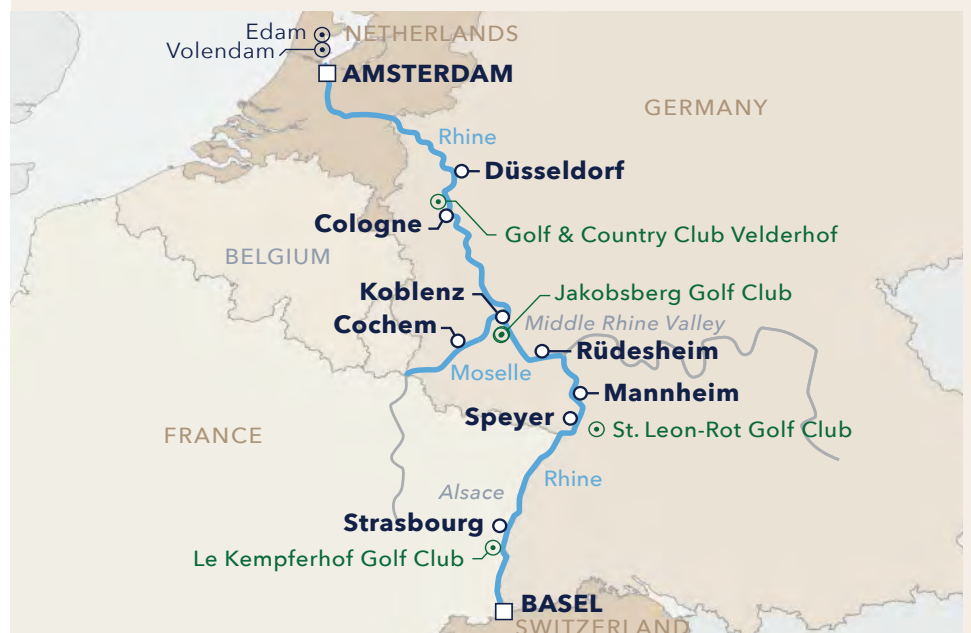 Edam
NETHERLANDS
Volendam
AMSTERDAM
GERMANY
Rhine
Düsseldorf
Cologne
Golf & Country Club Velderhof
BELGIUM
Koblenz
Jakobsberg Golf Club
Cochem
Middle Rhine Valley
Rüdesheim
Moselle
Mannheim
Speyer
St. Leon-Rot Golf Club
FRANCE
Rhine
Alsace
Strasbourg
Le Kempferhof Golf Club
BASEL
SWITZERLAND